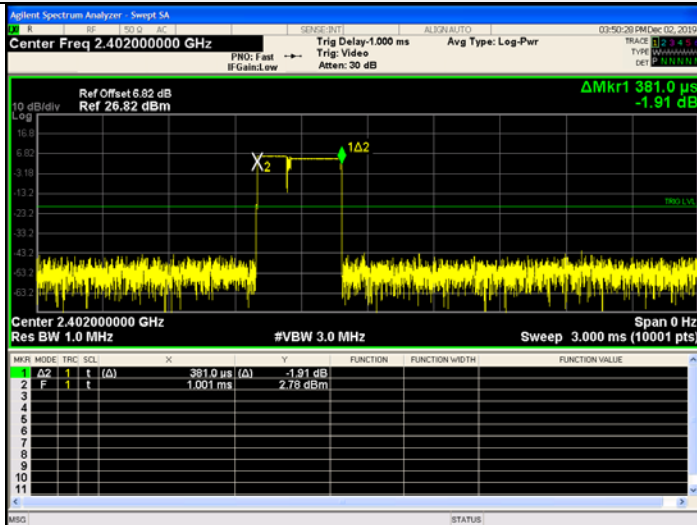 Agilent Spectrum Analyzer - Swept SA
R RF 50 Ω AC SENSE:INT ALIGNAUTO 03:50:28 PM Dec 02, 2019
Center Freq 2.402000000 GHz
PNO: Fast
IFGain:Low
Trig Delay-1.000 ms
Trig: Video
Atten: 30 dB
Avg Type: Log-Pwr
TRACE 1 2 3 4 5
TYPE
DET P N N N N
ΔMkr1 381.0 µs
-1.91 dB
Ref Offset 6.82 dB
10 dB/div Ref 26.82 dBm
Log
16.8
6.82
-3.18
-13.2
-23.2
-33.2
-43.2
-53.2
-63.2
1Δ2
X2
TRIG LVL
Center 2.402000000 GHz Span 0 Hz
Res BW 1.0 MHz #VBW 3.0 MHz Sweep 3.000 ms (10001 pts)
MKR MODE TRC SCL X Y FUNCTION FUNCTION WIDTH FUNCTION VALUE
1 Δ2 1 t (Δ) 381.0 µs (Δ) -1.91 dB
2 F 1 t 1.001 ms 2.78 dBm
3
4
5
6
7
8
9
10
11
MSG STATUS